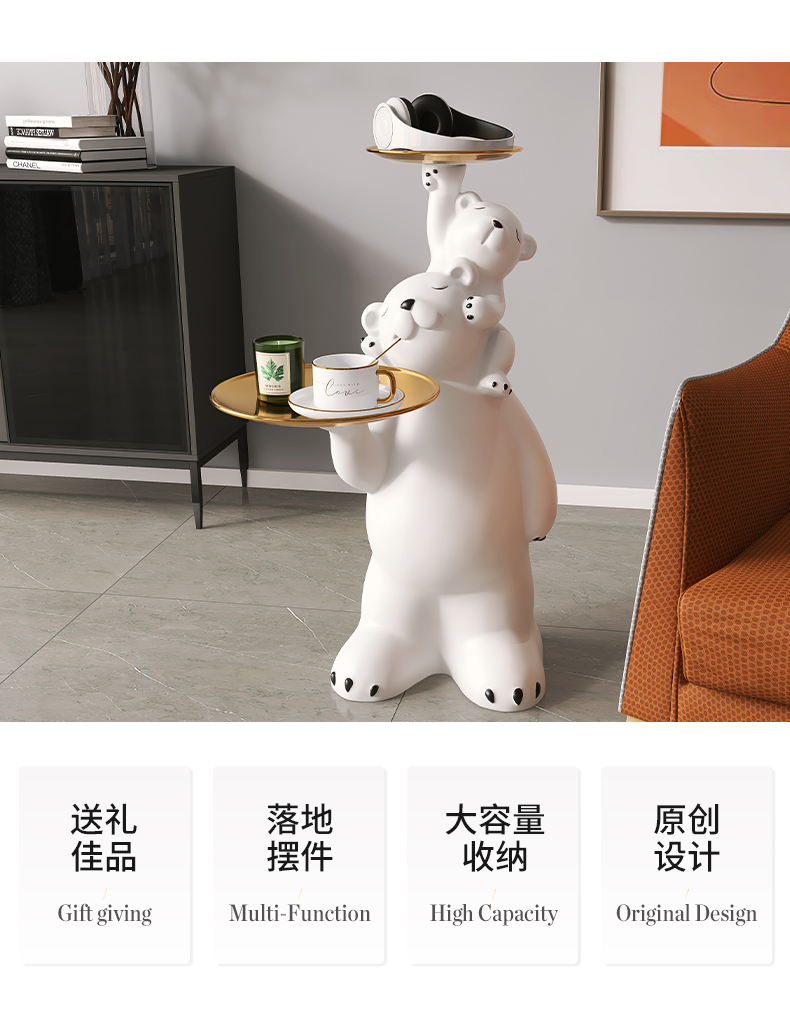 CHANEL
送礼
佳品
Gift giving
落地
摆件
Multi-Function
大容量
收纳
High Capacity
原创
设计
Original Design